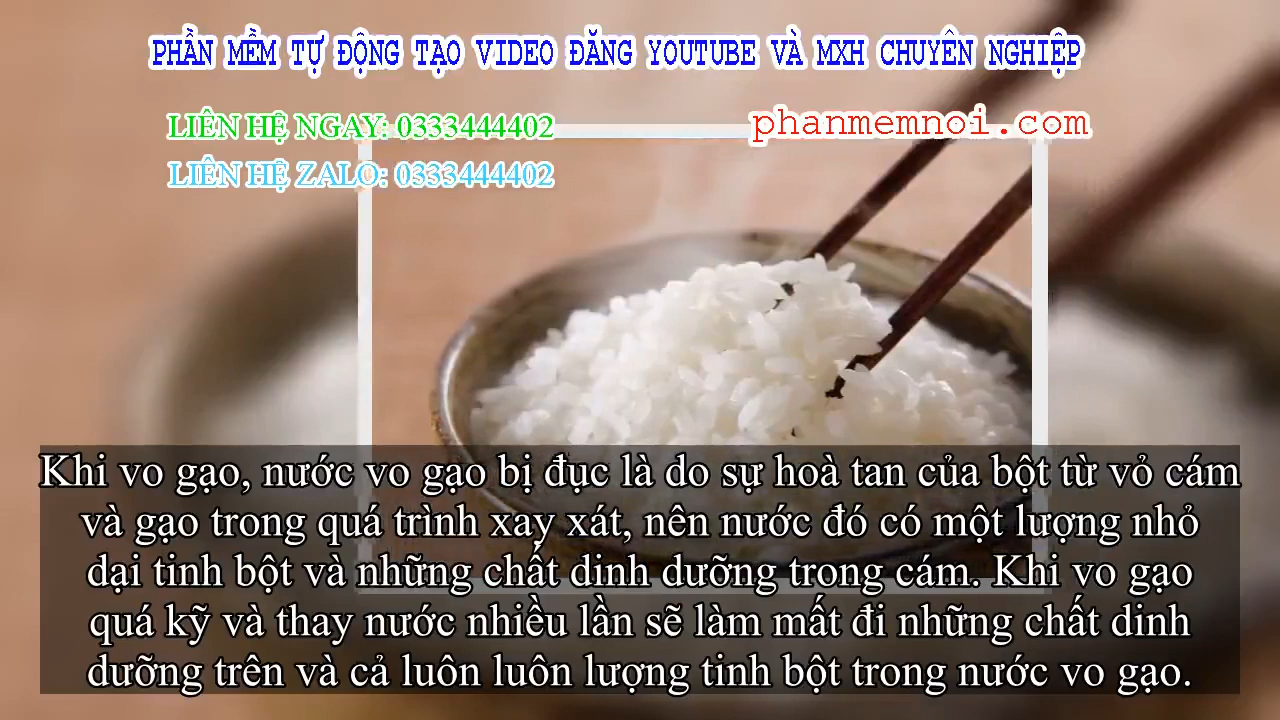 PHẦN MỀM TỰ ĐỘNG TẠO VIDEO ĐĂNG YOUTUBE VÀ MXH CHUYÊN NGHIỆP
LIÊN HỆ NGAY: 0333444402
phanmemnoi.com
LIÊN HỆ ZALO: 0333444402
Khi vo gạo, nước vo gạo bị đục là do sự hoà tan của bột từ vỏ cám
và gạo trong quá trình xay xát, nên nước đó có một lượng nhỏ
dại tinh bột và những chất dinh dưỡng trong cám. Khi vo gạo
quá kỹ và thay nước nhiều lần sẽ làm mất đi những chất dinh
dưỡng trên và cả luôn luôn lượng tinh bột trong nước vo gạo.